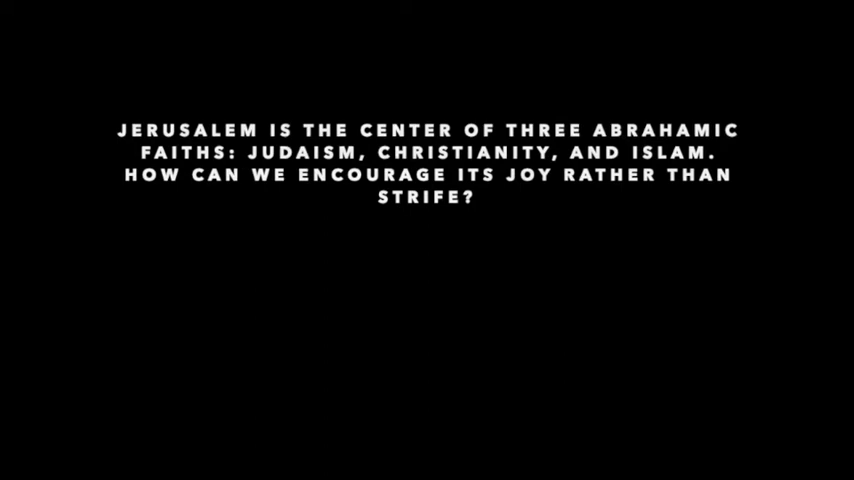 JERUSALEM IS THE CENTER OF THREE ABRAHAMIC
FAITHS: JUDAISM, CHRISTIANITY, AND ISLAM.
HOW CAN WE ENCOURAGE ITS JOY RATHER THAN
STRIFE?